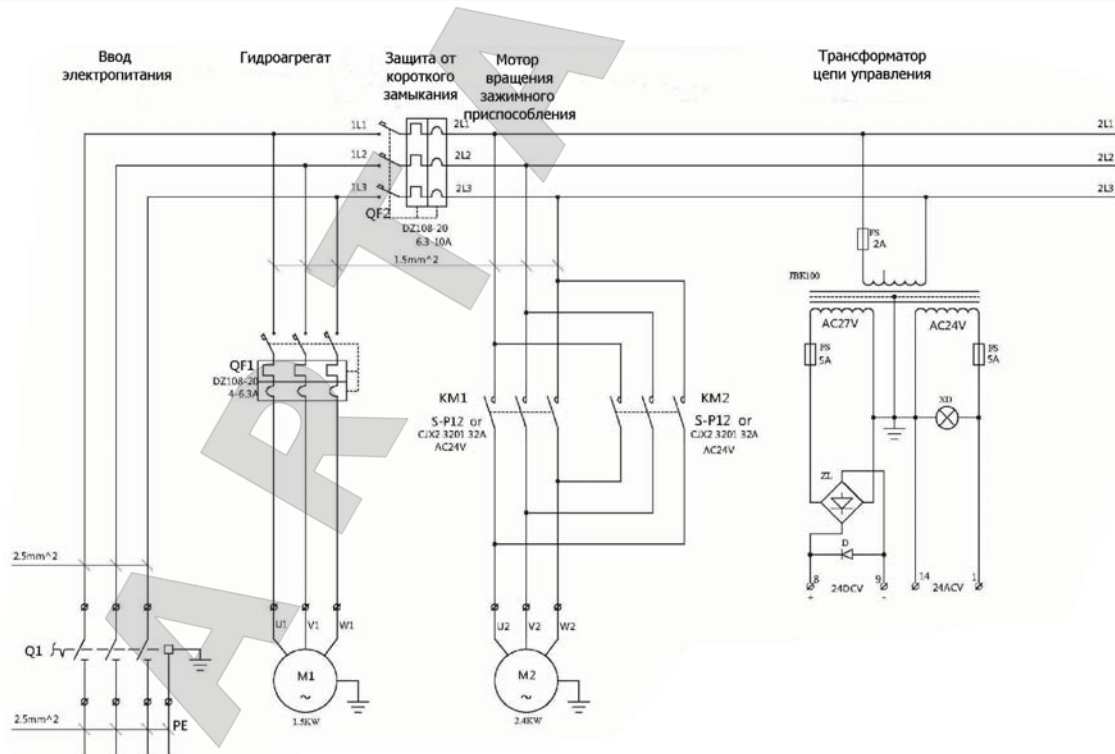 Ввод
электропитания
Гидроагрегат
Защита от
короткого
замыкания
Мотор
вращения
зажимного
приспособления
Трансформатор
цепи управления
1L1
2L1
2L1
1L2
2L2
2L2
1L3
2L3
2L3
QF2
DZ108-20
6.3-10A
1.5mm^2
FS
2A
JBK100
AC27V
AC24V
FS
5A
FS
5A
QF1
DZ108-20
4-6.3A
KM1
S-P12 or
CJX2 3201 32A
AC24V
KM2
S-P12 or
CJX2 3201 32A
AC24V
XD
ZL
D
8
9
14
1
+
24DCV
-
24ACV
2.5mm^2
U1
V1
W1
U2
V2
W2
Q1
M1
~
1.5KW
M2
~
2.4KW
2.5mm^2
PE
ARTA